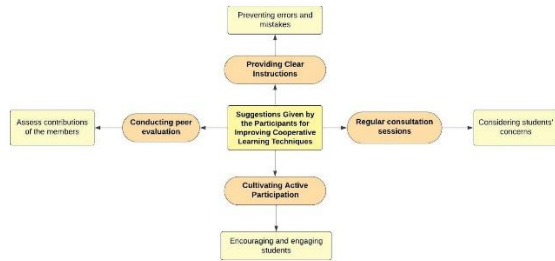 Preventing errors and
mistakes
Providing Clear
Instructions
Assess contributions
of the members
Conducting peer
evaluation
Suggestions Given by
the Participants for
Improving Cooperative
Learning Techniques
Regular consultation
sessions
Considering students'
concerns
Cultivating Active
Participation
Encouraging and engaging
students